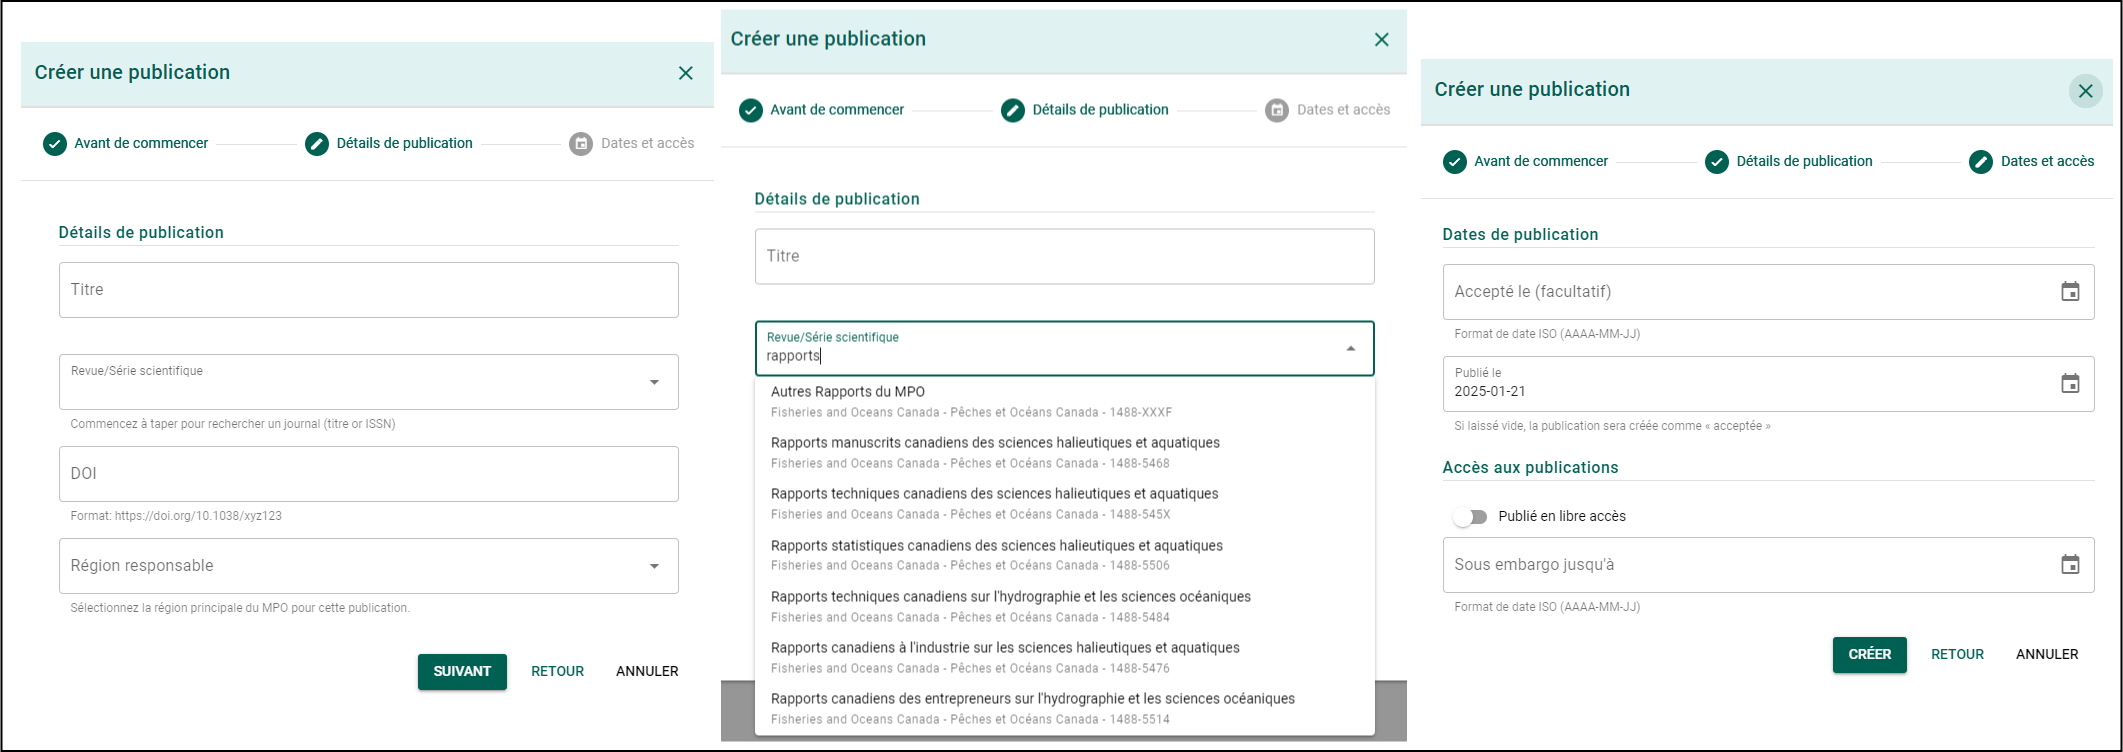 Créer une publication
Avant de commencer
Détails de publication
Dates et accès
Détails de publication
Titre
Revue/Série scientifique
Commencez à taper pour rechercher un journal (titre or ISSN)
DOI
Format: https://doi.org/10.1038/xyz123
Région responsable
Sélectionnez la région principale du MPO pour cette publication.
SUIVANT
RETOUR
ANNULER
Créer une publication
Avant de commencer
Détails de publication
Dates et accès
Détails de publication
Titre
Revue/Série scientifique
rapports
Autres Rapports du MPO
Fisheries and Oceans Canada - Pêches et Océans Canada - 1488-XXXF
Rapports manuscrits canadiens des sciences halieutiques et aquatiques
Fisheries and Oceans Canada - Pêches et Océans Canada - 1488-5468
Rapports techniques canadiens des sciences halieutiques et aquatiques
Fisheries and Oceans Canada - Pêches et Océans Canada - 1488-545X
Rapports statistiques canadiens des sciences halieutiques et aquatiques
Fisheries and Oceans Canada - Pêches et Océans Canada - 1488-5506
Rapports techniques canadiens sur l'hydrographie et les sciences océaniques
Fisheries and Oceans Canada - Pêches et Océans Canada - 1488-5484
Rapports canadiens à l'industrie sur les sciences halieutiques et aquatiques
Fisheries and Oceans Canada - Pêches et Océans Canada - 1488-5476
Rapports canadiens des entrepreneurs sur l'hydrographie et les sciences océaniques
Fisheries and Oceans Canada - Pêches et Océans Canada - 1488-5514
Créer une publication
Avant de commencer
Détails de publication
Dates et accès
Dates de publication
Accepté le (facultatif)
Format de date ISO (AAAA-MM-JJ)
Publié le
2025-01-21
Si laissé vide, la publication sera créée comme « acceptée »
Accès aux publications
Publié en libre accès
Sous embargo jusqu'à
Format de date ISO (AAAA-MM-JJ)
CRÉER
RETOUR
ANNULER